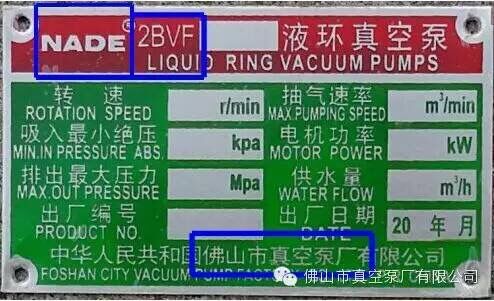 NADE 2BVF 液环真空泵
LIQUID RING VACUUM PUMPS
转速 r/min 抽气速率 m³/min
ROTATION SPEED MAX.PUMPING SPEED
吸入最小绝压 kpa 电机功率 kW
MIN.IN PRESSURE ABS. MOTOR POWER
排出最大压力 Mpa 供水量 m³/h
MAX.OUT PRESSURE WATER FLOW
出厂编号 出厂日期 20 年 月
PRODUCT NO. DATE
中华人民共和国佛山市真空泵厂有限公司
FOSHAN CITY VACUUM PUMP
佛山市真空泵厂有限公司